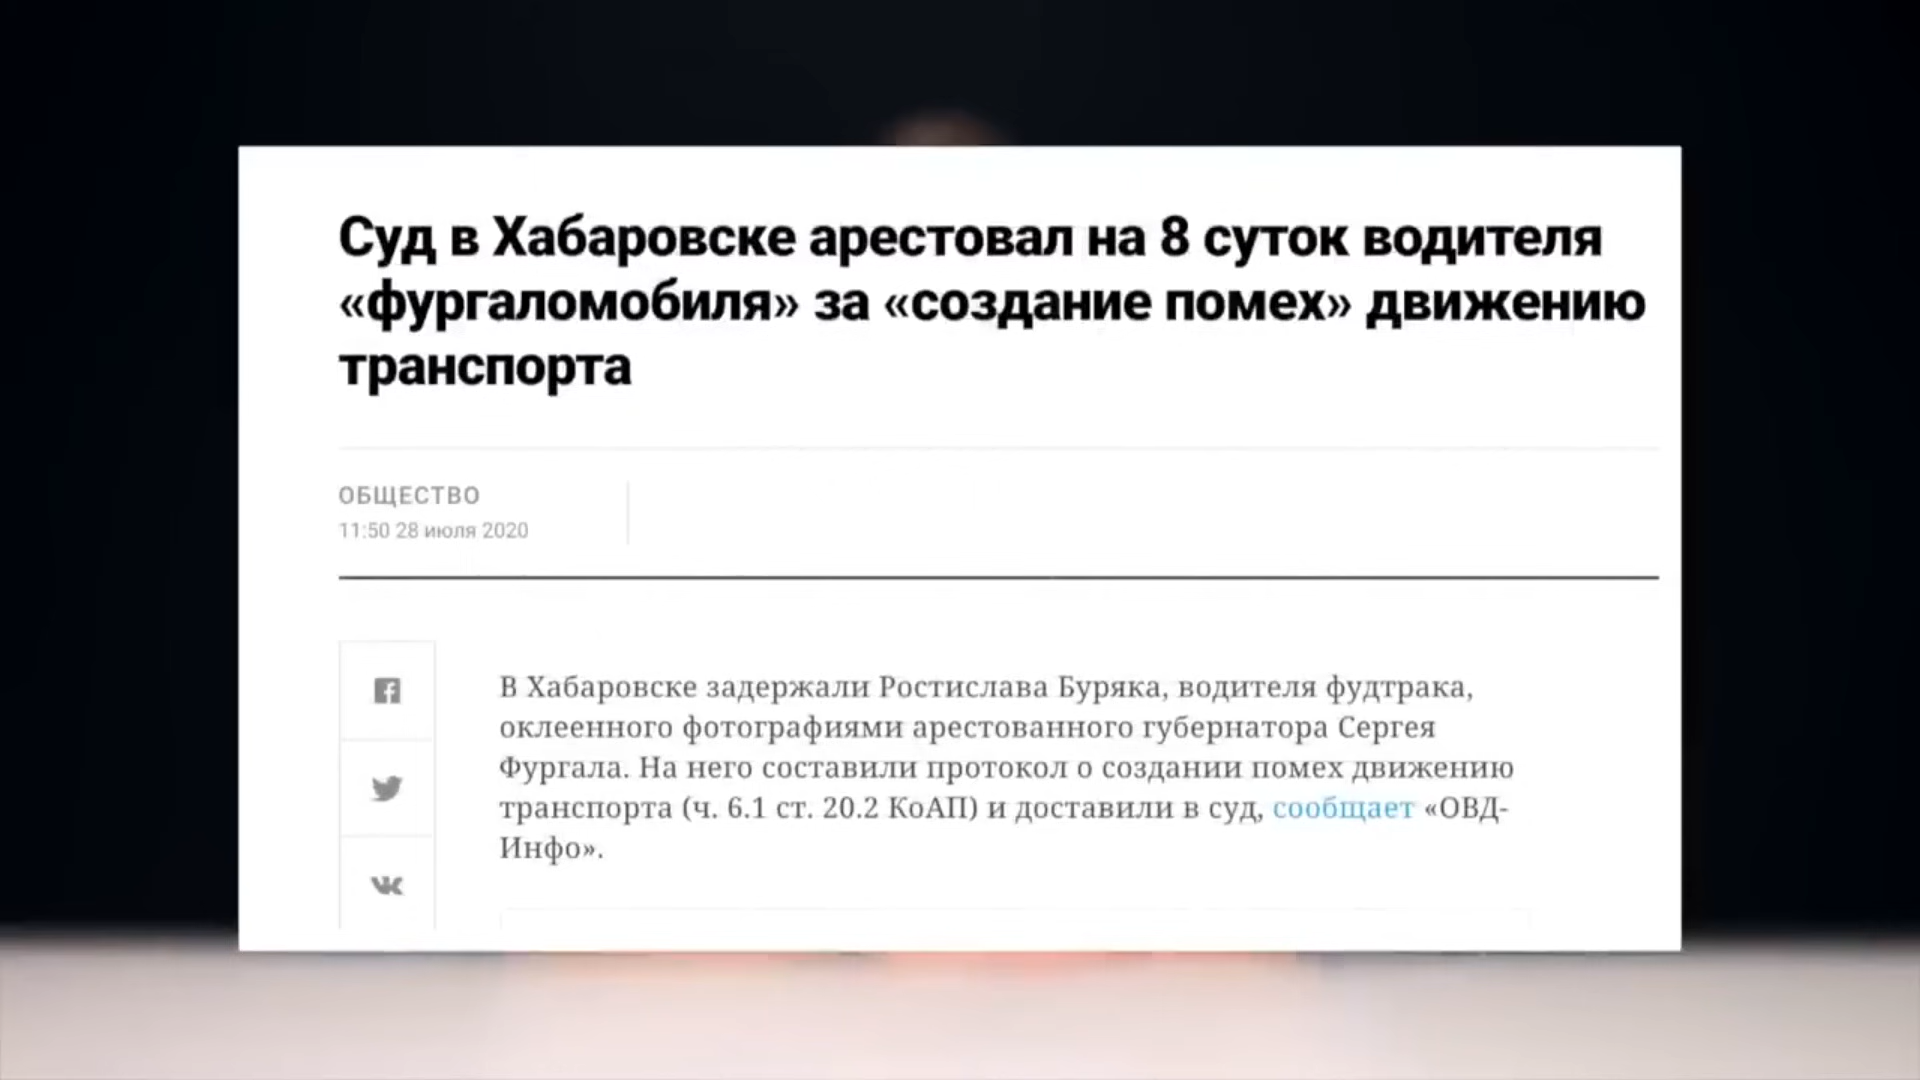 Суд в Хабаровске арестовал на 8 суток водителя
«фургаломобиля» за «создание помех» движению
транспорта
ОБЩЕСТВО
11:50 28 июля 2020
В Хабаровске задержали Ростислава Буряка, водителя фудтрака,
оклеенного фотографиями арестованного губернатора Сергея
Фургала. На него составили протокол о создании помех движению
транспорта (ч. 6.1 ст. 20.2 КоАП) и доставили в суд, сообщает «ОВД-
Инфо».